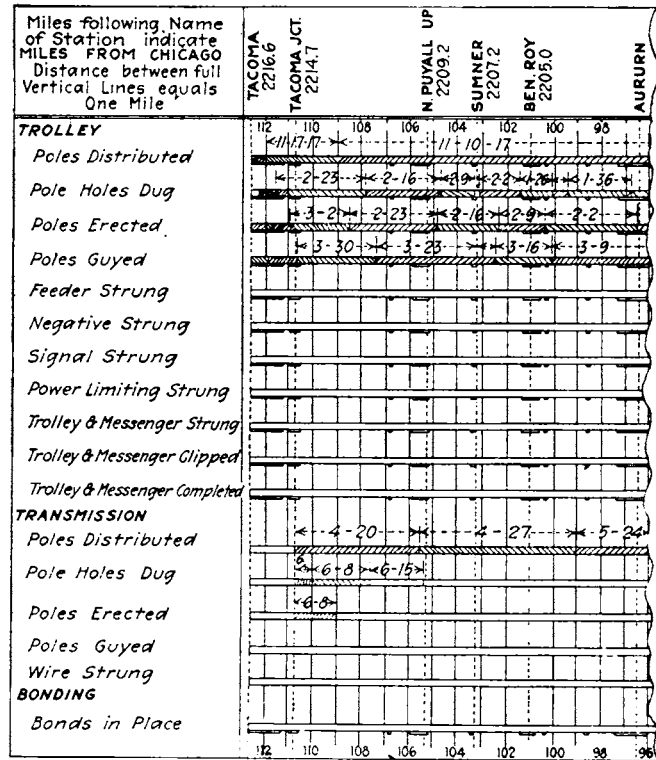 Miles following Name
of Station indicate
MILES FROM CHICAGO
Distance between full
Vertical Lines equals
One Mile
TACOMA
2216.6
TACOMA JCT.
2214.7
N. PUYALL UP
2209.2
SUMNER
2207.2
BEN. ROY
2205.0
AURURN
TROLLEY
112 110 108 106 104 102 100 98
11-17-17 11-10-17
Poles Distributed
2-23 2-16 2-9 2-2 1-26 1-36
Pole Holes Dug
3-2 2-23 2-16 2-9 2-2
Poles Erected
3-30 3-23 3-16 3-9
Poles Guyed
Feeder Strung
Negative Strung
Signal Strung
Power Limiting Strung
Trolley & Messenger Strung
Trolley & Messenger Clipped
Trolley & Messenger Completed
TRANSMISSION
4-20 4-27 5-24
Poles Distributed
6-8 6-15
Pole Holes Dug
6-8
Poles Erected
Poles Guyed
Wire Strung
BONDING
Bonds in Place
112 110 108 106 104 102 100 98 96